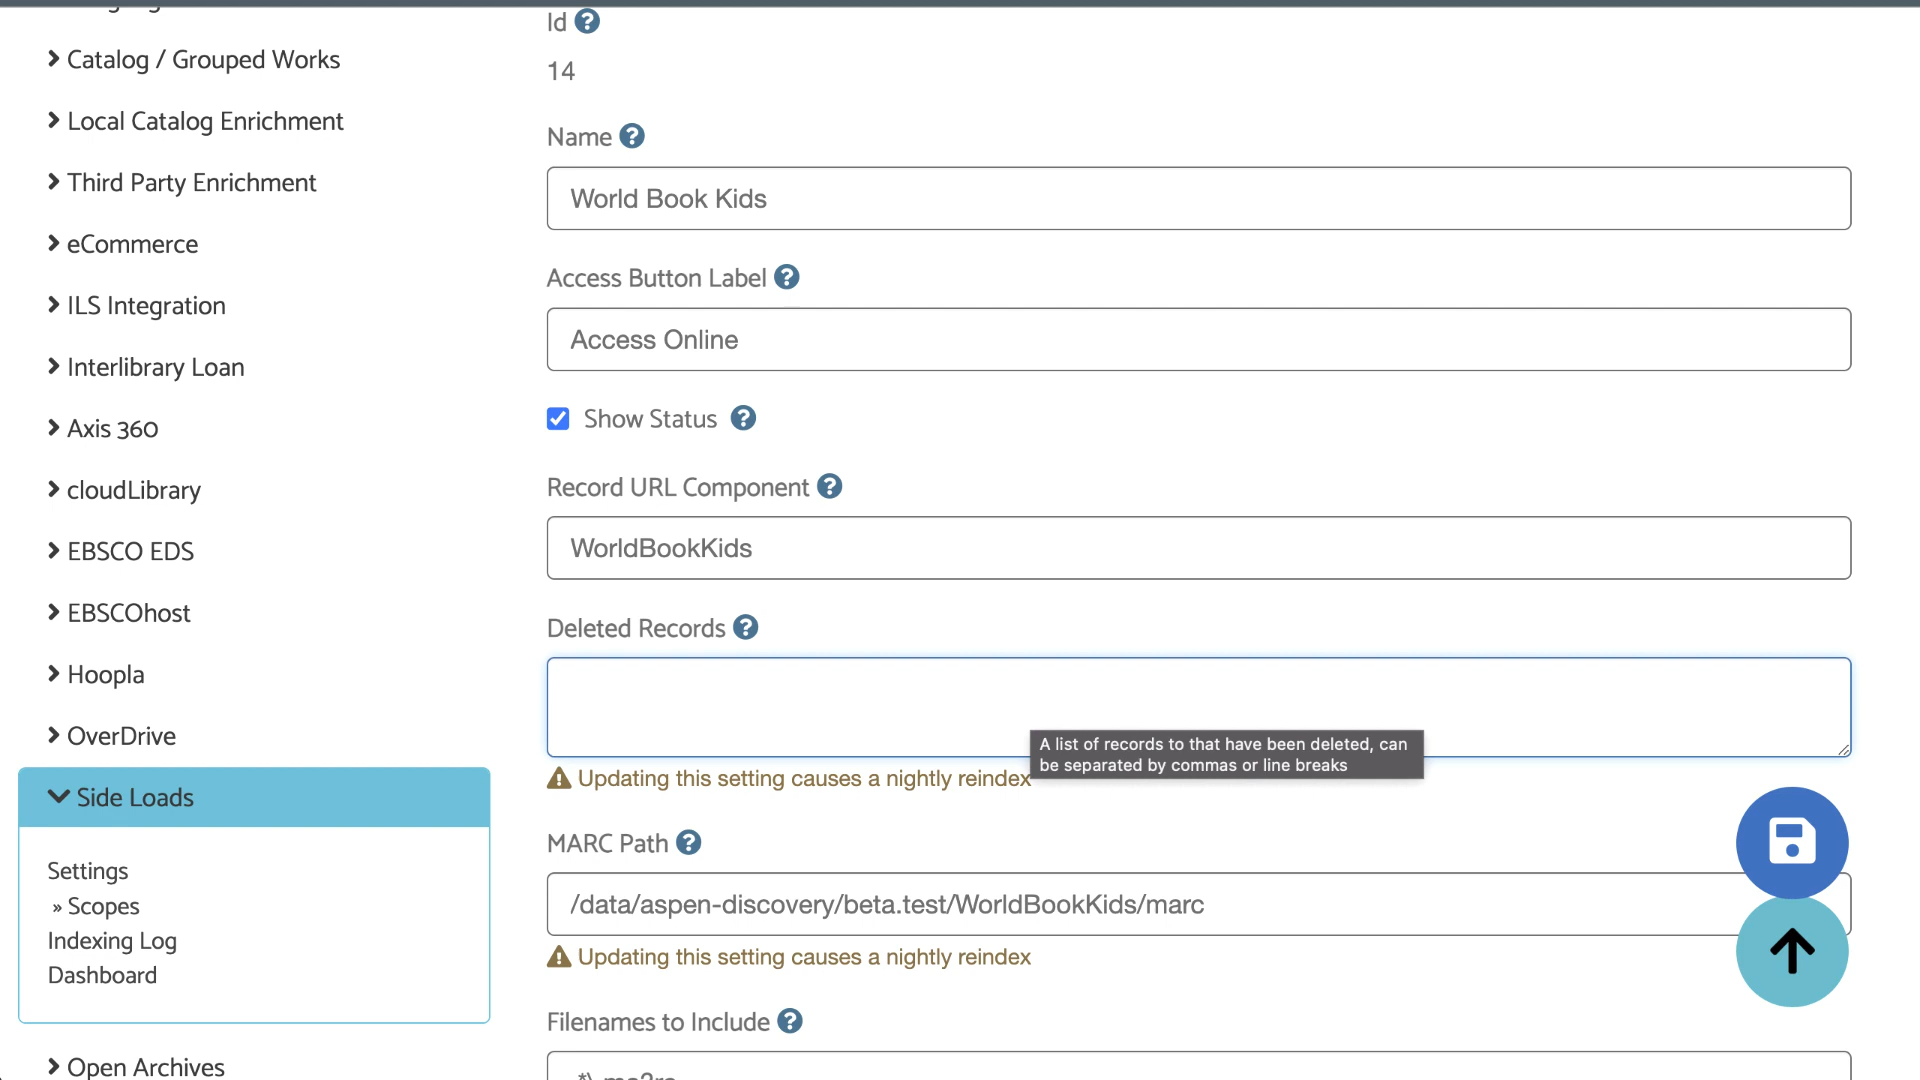 Catalog / Grouped Works
Local Catalog Enrichment
Third Party Enrichment
eCommerce
ILS Integration
Interlibrary Loan
Axis 360
cloudLibrary
EBSCO EDS
EBSCOhost
Hoopla
OverDrive
Side Loads
Settings
» Scopes
Indexing Log
Dashboard
Open Archives
Id
14
Name
World Book Kids
Access Button Label
Access Online
Show Status
Record URL Component
WorldBookKids
Deleted Records
A list of records to that have been deleted, can
be separated by commas or line breaks
Updating this setting causes a nightly reindex
MARC Path
/data/aspen-discovery/beta.test/WorldBookKids/marc
Updating this setting causes a nightly reindex
Filenames to Include